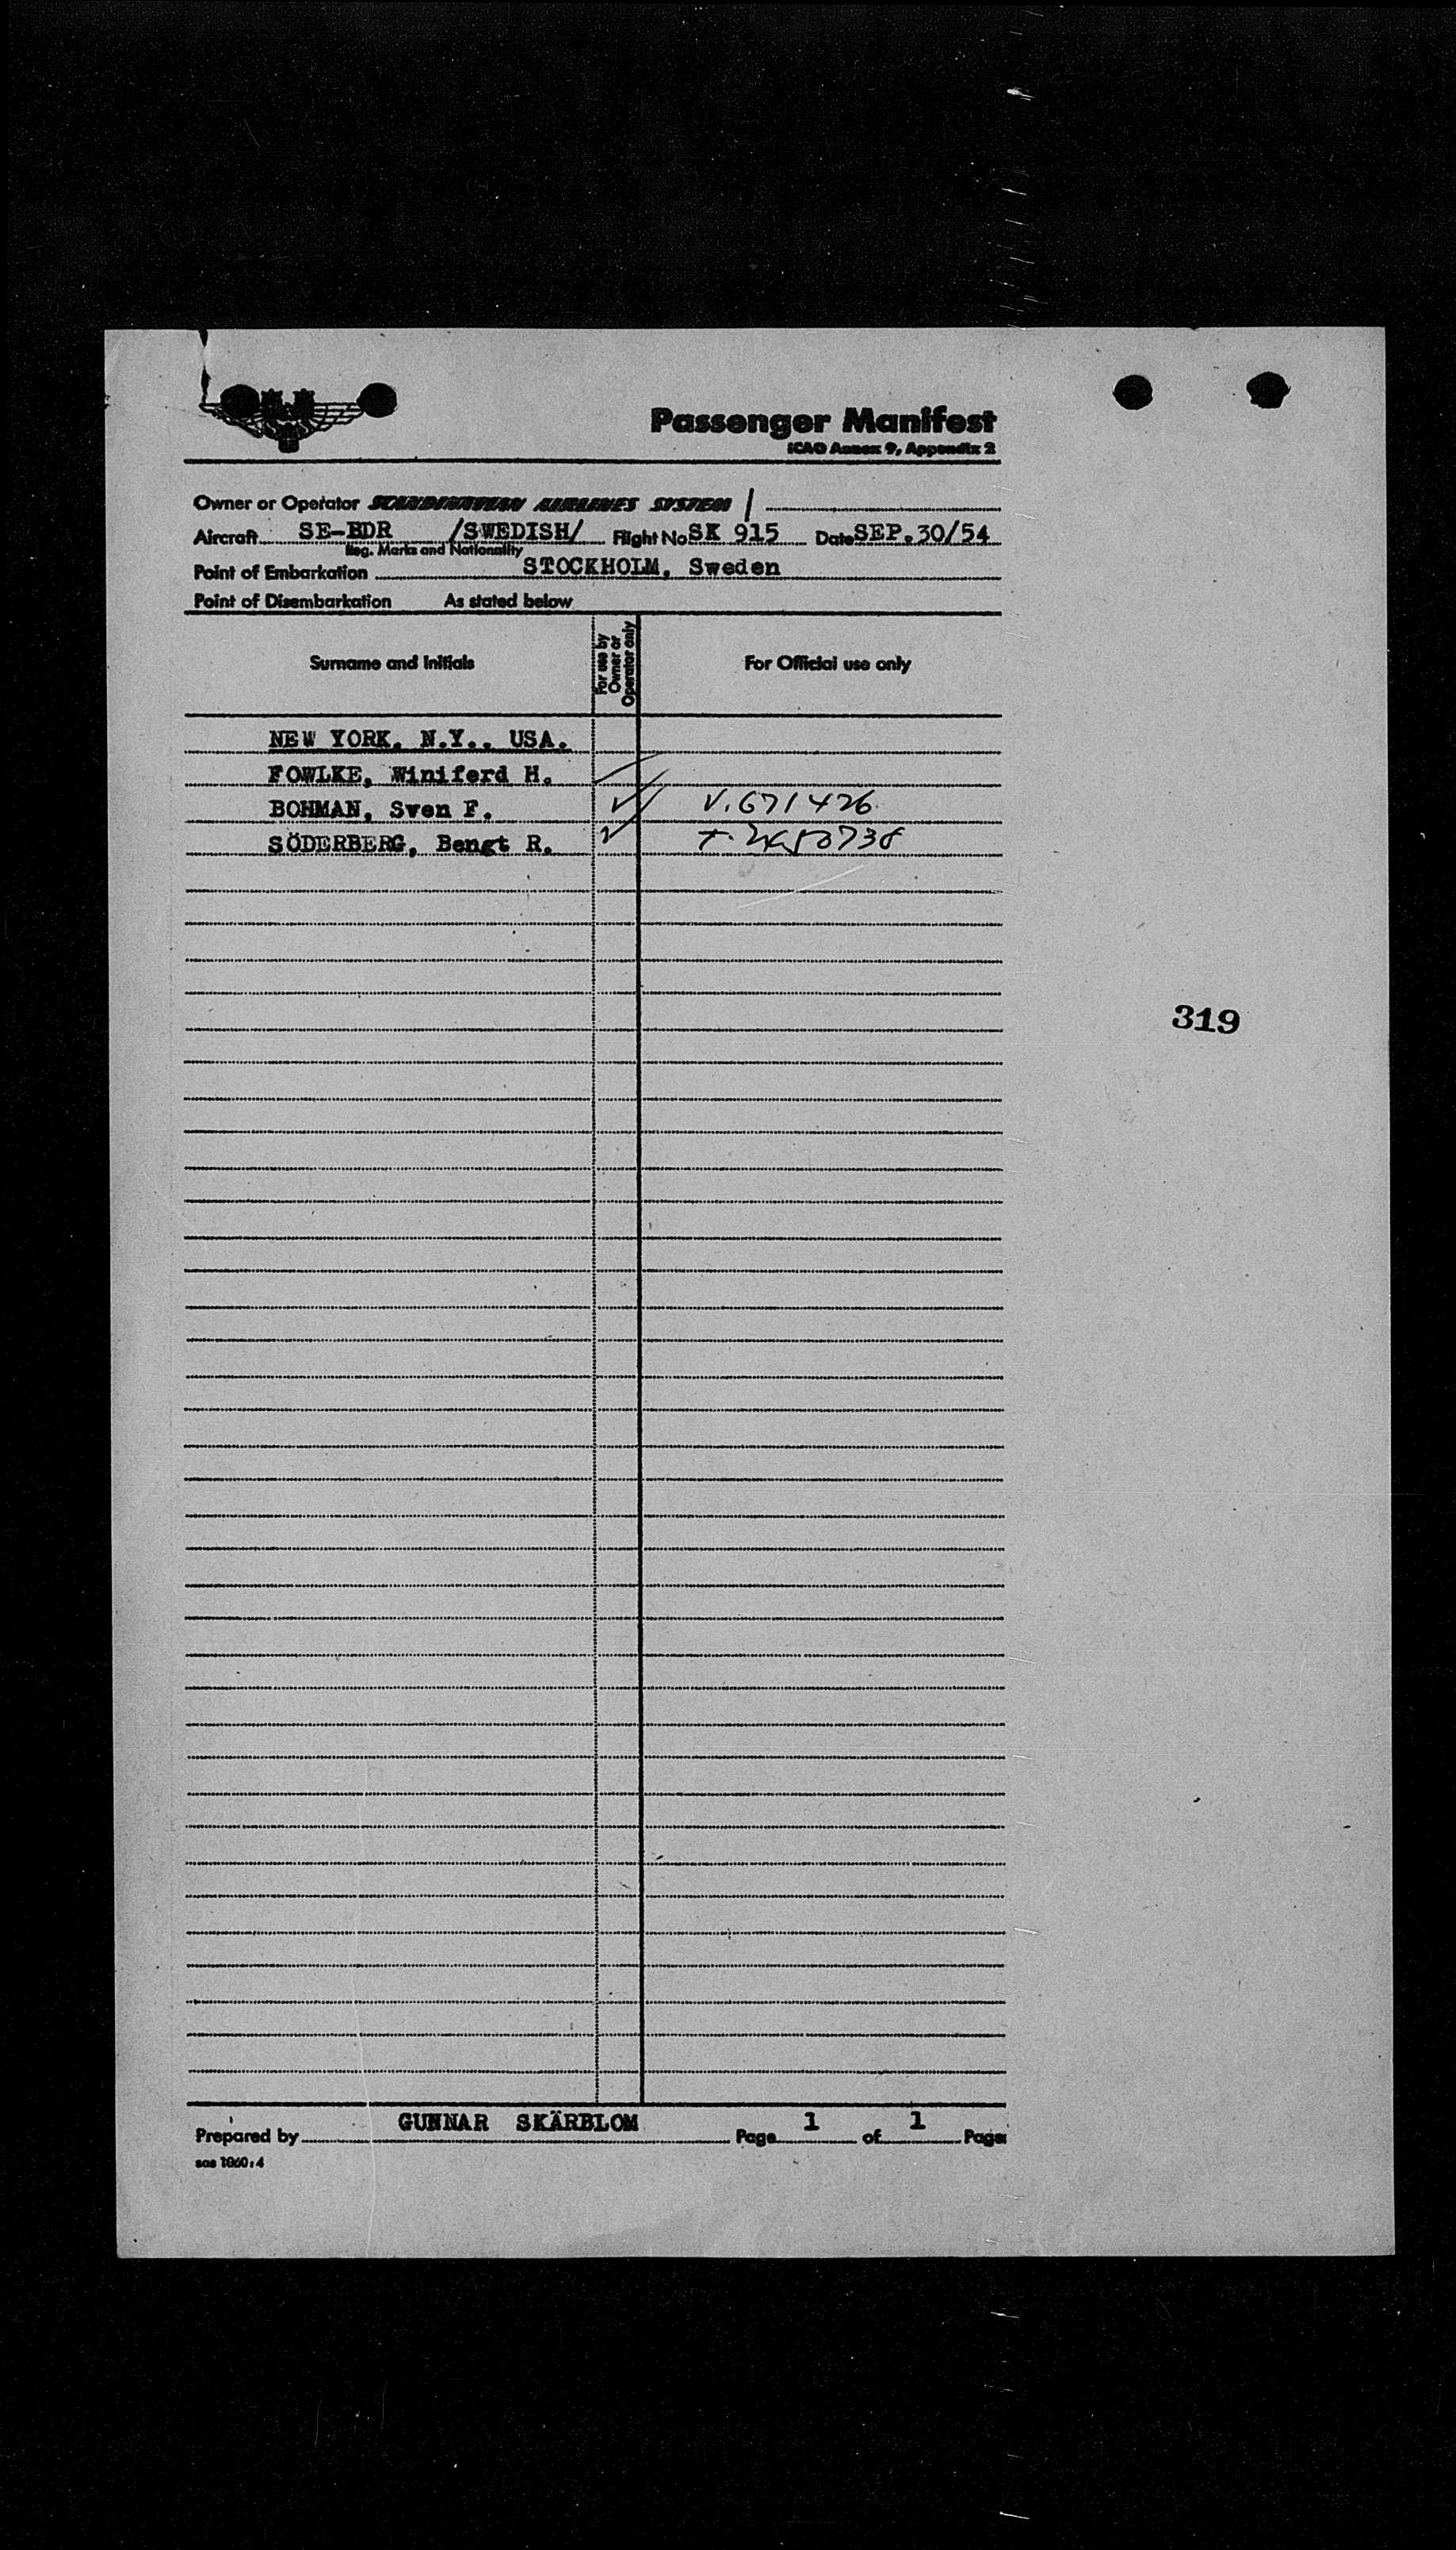 Passenger Manifest
ICAO Annex 9, Appendix 2
Owner or Operator SCANDINAVIAN AIRLINES SYSTEM /
Aircraft SE-BDR /SWEDISH/ Flight No SK 915 Date SEP. 30/54
Reg. Marks and Nationality
Point of Embarkation STOCKHOLM, Sweden
Point of Disembarkation As stated below
Surname and Initials
For use by
Owner or
Operator only
For Official use only
NEW YORK, N.Y., USA.
FOWLKE, Winiferd H.
BOHMAN, Sven F. V. 671426
SÖDERBERG, Bengt R.
319
Prepared by GUNNAR SKÄRBLOM Page 1 of 1 Pages
sas 1060:4